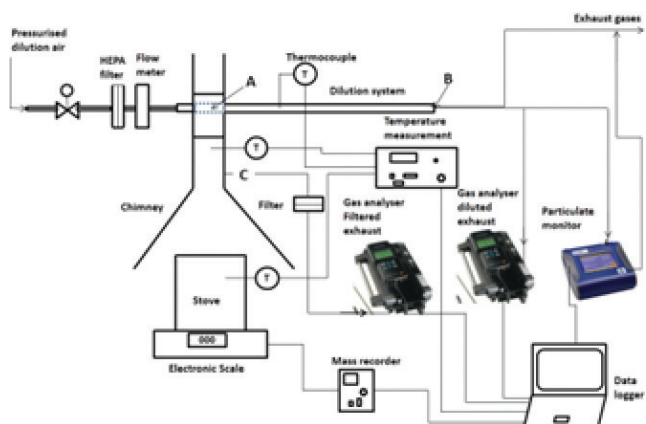 Exhaust gases
Pressurised
dilution air
HEPA
filter
Flow
meter
Thermocouple
T
A
Dilution system
B
Temperature
measurement
T
C
Chimney
Filter
Gas analyser
Filtered
exhaust
Gas analyser
diluted
exhaust
Particulate
monitor
T
Stove
000
Electronic Scale
Mass recorder
Data
logger